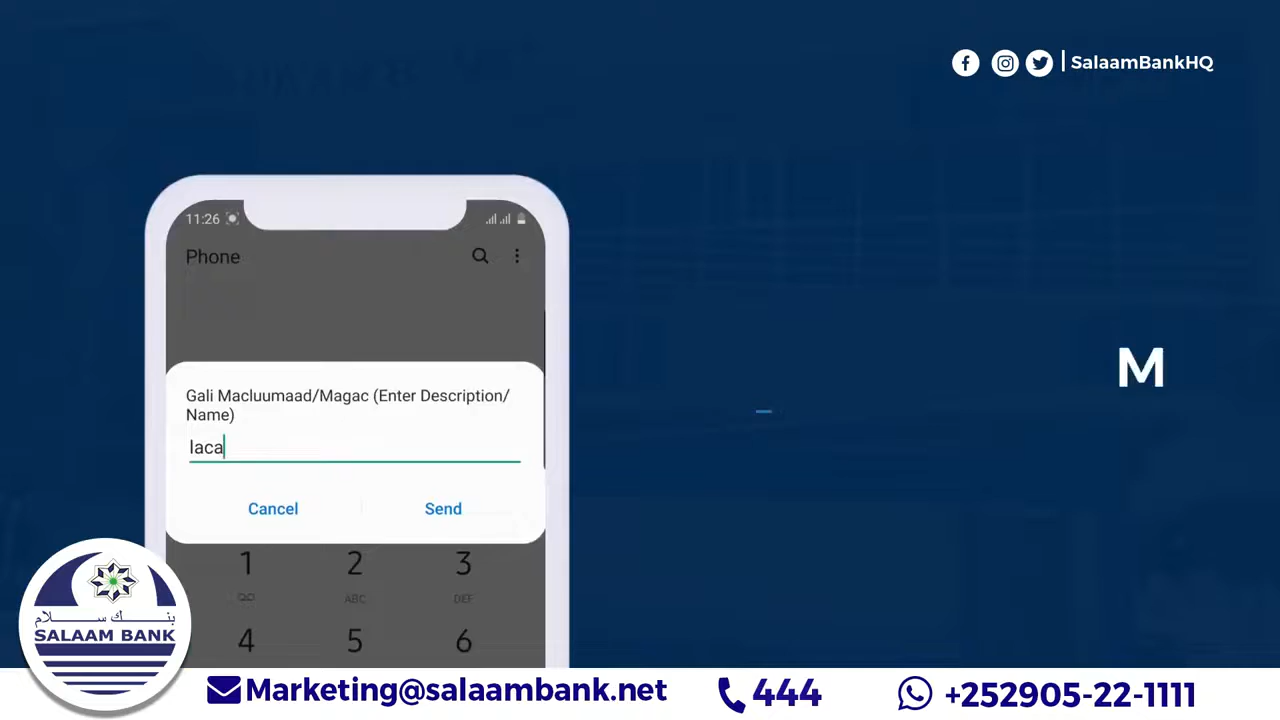 SalaamBankHQ
11:26
Phone
Gali Macluumaad/Magac (Enter Description/
Name)
laca
Cancel
Send
M
1
2
3
ABC
DEF
4
5
6
بنك سلام
SALAAM BANK
Marketing@salaambank.net
444
+252905-22-1111